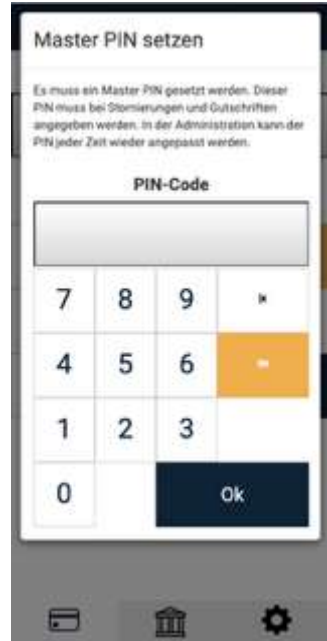 Master PIN setzen
Es muss ein Master PIN gesetzt werden. Dieser
PIN muss bei Stornierungen und Gutschriften
angegeben werden. In der Administration kann der
PIN jeder Zeit wieder angepasst werden.
PIN-Code
7 8 9
4 5 6
1 2 3
0 Ok